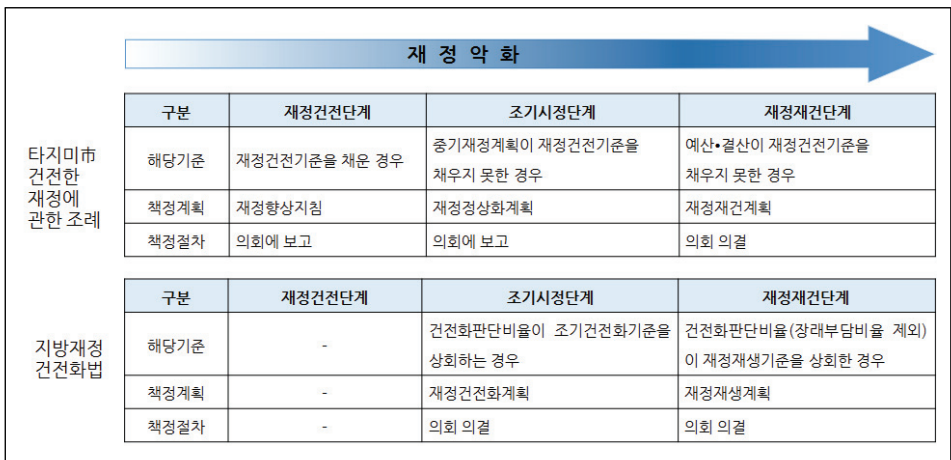 재 정 악 화
타지미市
건전한
재정에
관한 조례
구분 재정건전단계 조기시정단계 재정재건단계
해당기준 재정건전기준을 채운 경우 중기재정계획이 재정건전기준을 채우지 못한 경우 예산•결산이 재정건전기준을 채우지 못한 경우
책정계획 재정향상지침 재정정상화계획 재정재건계획
책정절차 의회에 보고 의회에 보고 의회 의결
지방재정
건전화법
구분 재정건전단계 조기시정단계 재정재건단계
해당기준 - 건전화판단비율이 조기건전화기준을 상회하는 경우 건전화판단비율(장래부담비율 제외)이 재정재생기준을 상회한 경우
책정계획 - 재정건전화계획 재정재생계획
책정절차 - 의회 의결 의회 의결